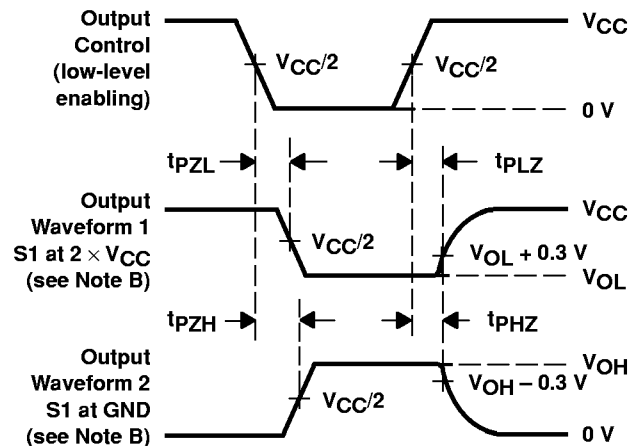 Output
Control
(low-level
enabling)
VCC
VCC/2
VCC/2
0 V
tPZL
tPLZ
Output
Waveform 1
S1 at 2 × VCC
(see Note B)
VCC
VCC/2
VOL + 0.3 V
VOL
tPZH
tPHZ
Output
Waveform 2
S1 at GND
(see Note B)
VOH
VCC/2
VOH − 0.3 V
0 V